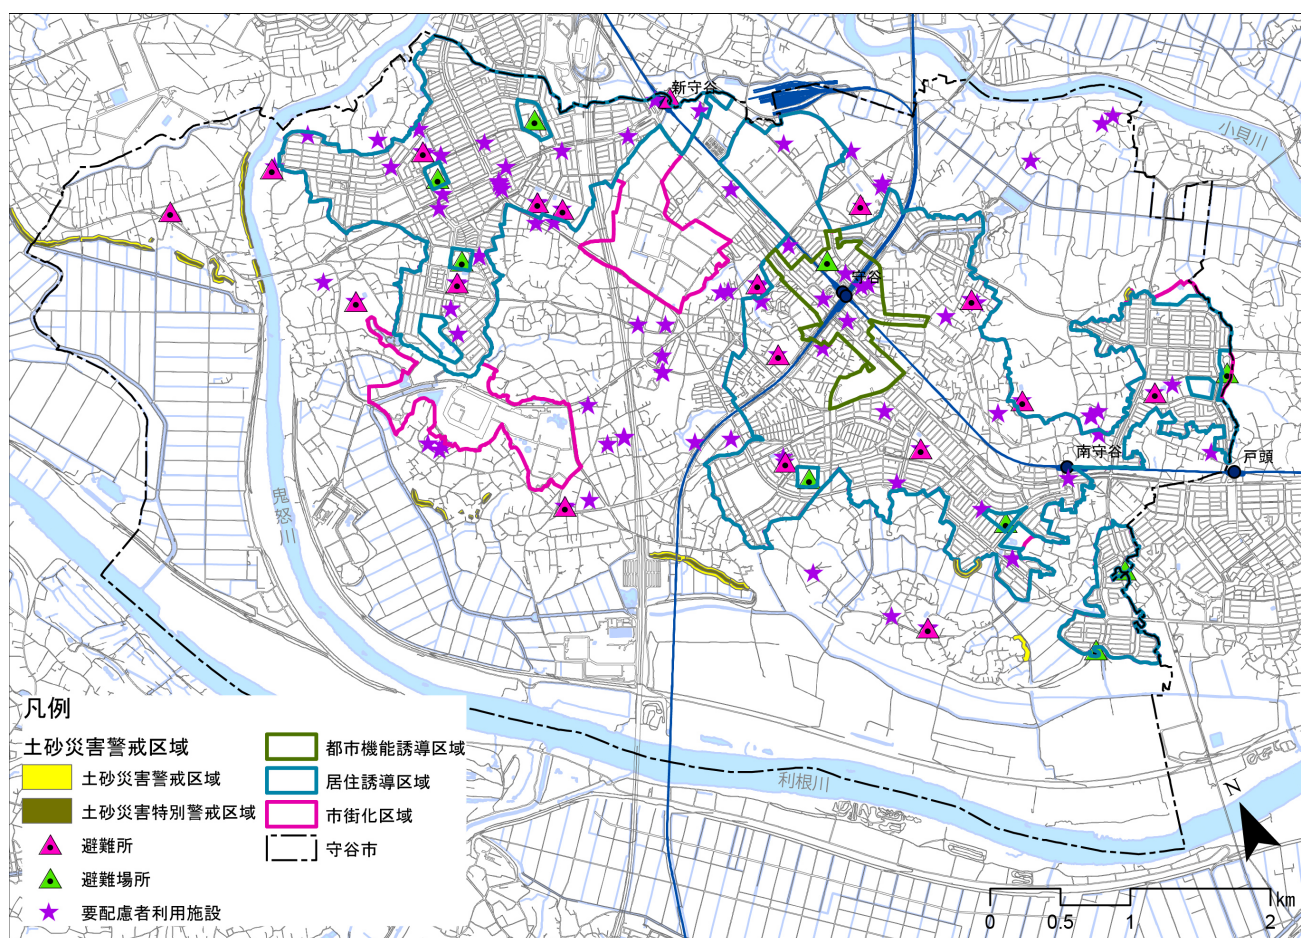 新守谷
小貝川
守谷
南守谷
戸頭
鬼怒川
利根川
凡例
土砂災害警戒区域
土砂災害警戒区域
土砂災害特別警戒区域
避難所
避難場所
要配慮者利用施設
都市機能誘導区域
居住誘導区域
市街化区域
守谷市
N
km
0 0.5 1 2